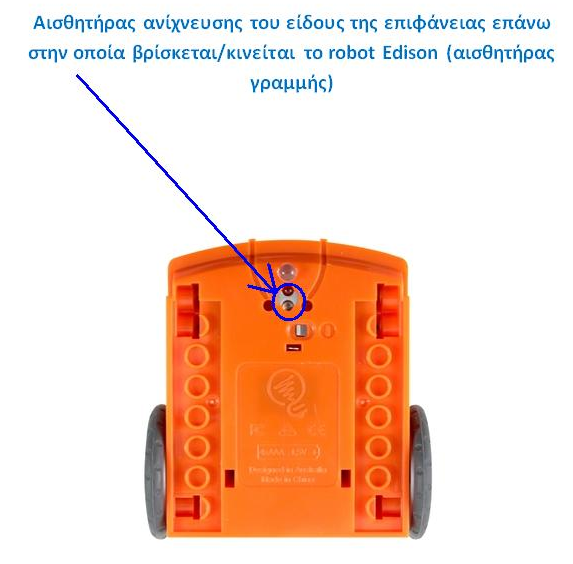 Αισθητήρας ανίχνευσης του είδους της επιφάνειας επάνω
στην οποία βρίσκεται/κινείται το robot Edison (αισθητήρας
γραμμής)
Designed in Australia
Made in China